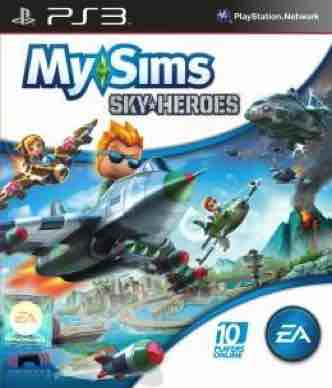 PS3
PlayStation®Network
MySims
SKY HEROES
EA
10
PLAYERS
ONLINE
EA